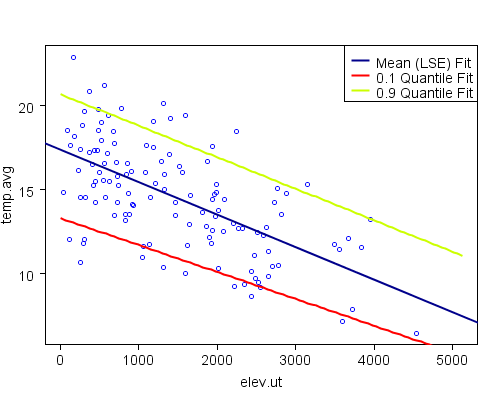 Mean (LSE) Fit
0.1 Quantile Fit
0.9 Quantile Fit
20
15
10
temp.avg
0 1000 2000 3000 4000 5000
elev.ut